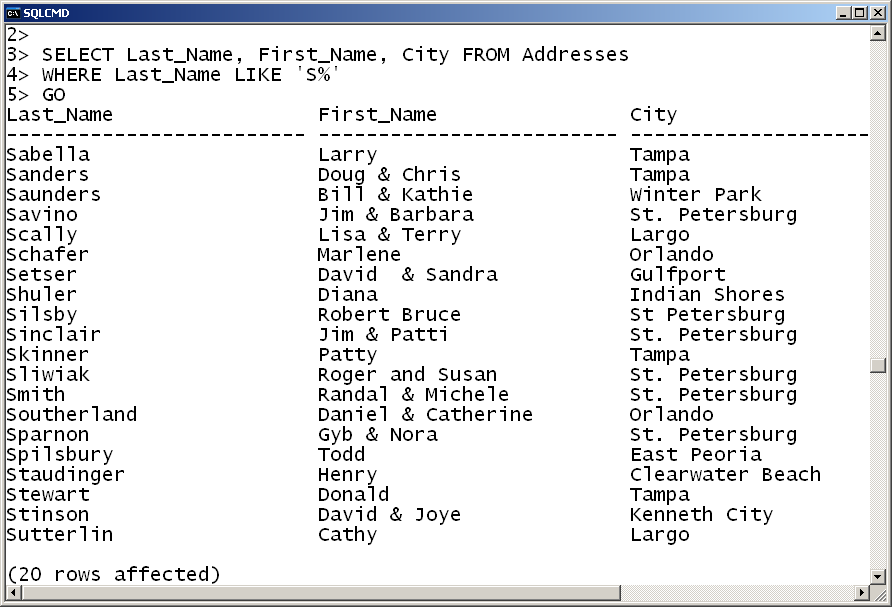 SQLCMD
2>
3> SELECT Last_Name, First_Name, City FROM Addresses
4> WHERE Last_Name LIKE 'S%'
5> GO
Last_Name First_Name City
------------------------- ------------------------- --------------------
Sabella Larry Tampa
Sanders Doug & Chris Tampa
Saunders Bill & Kathie Winter Park
Savino Jim & Barbara St. Petersburg
Scally Lisa & Terry Largo
Schafer Marlene Orlando
Setser David  & Sandra Gulfport
Shuler Diana Indian Shores
Silsby Robert Bruce St Petersburg
Sinclair Jim & Patti St. Petersburg
Skinner Patty Tampa
Sliwiak Roger and Susan St. Petersburg
Smith Randal & Michele St. Petersburg
Southerland Daniel & Catherine Orlando
Sparnon Gyb & Nora St. Petersburg
Spilsbury Todd East Peoria
Staudinger Henry Clearwater Beach
Stewart Donald Tampa
Stinson David & Joye Kenneth City
Sutterlin Cathy Largo
(20 rows affected)